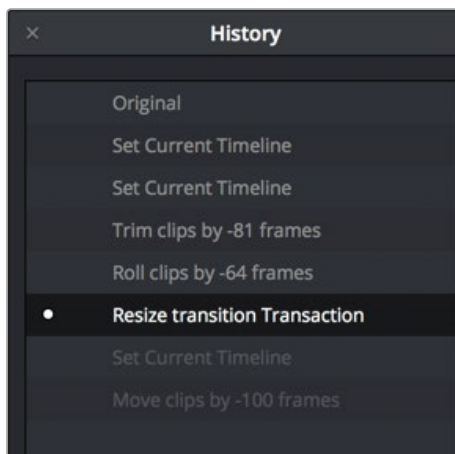 History
Original
Set Current Timeline
Set Current Timeline
Trim clips by -81 frames
Roll clips by -64 frames
Resize transition Transaction
Set Current Timeline
Move clips by -100 frames